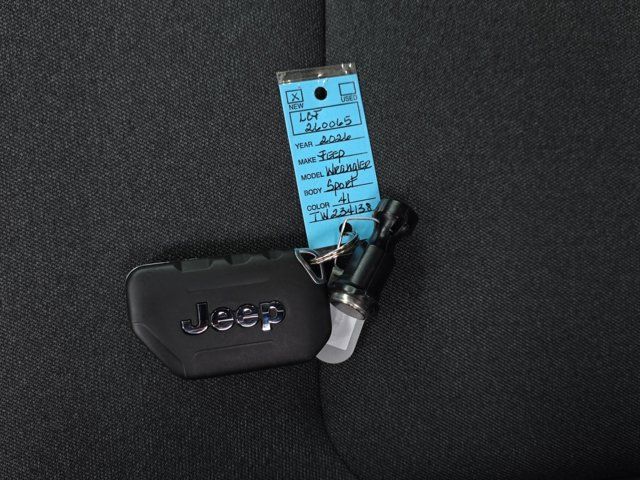 X
NEW USED
LOT
260065
YEAR 2026
MAKE Jeep
MODEL Wrangler
BODY Sport
COLOR 41
TW234138
Jeep